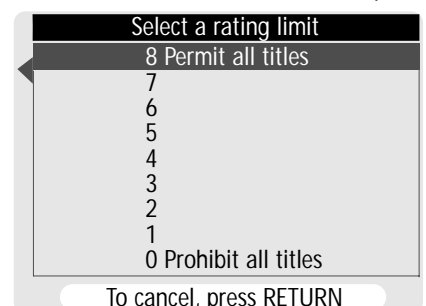 Select a rating limit
8 Permit all titles
7
6
5
4
3
2
1
0 Prohibit all titles
To cancel, press RETURN